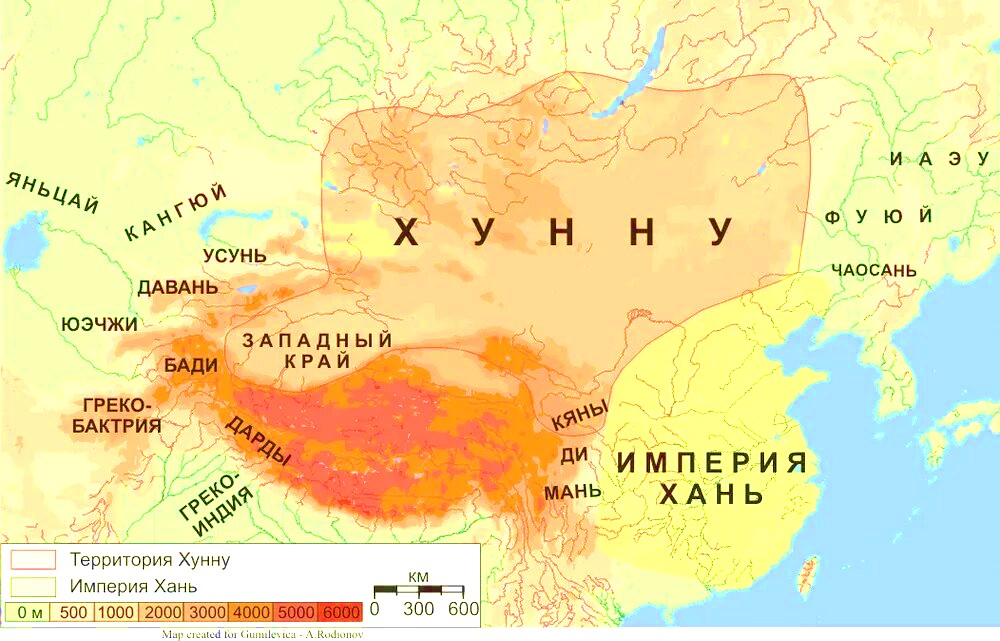 ИАЭУ
ЯНЬЦАЙ
КАНГЮЙ
ФУЮЙ
ХУННУ
УСУНЬ
ЧАОСАНЬ
ДАВАНЬ
ЮЭЧЖИ
ЗАПАДНЫЙ
КРАЙ
БАДИ
ГРЕКО-
БАКТРИЯ
КЯНЫ
ДАРДЫ
ДИ
ИМПЕРИЯ
ХАНЬ
МАНЬ
ГРЕКО-
ИНДИЯ
Территория Хунну
Империя Хань
КМ
0 300 600
0 м 500 1000 2000 3000 4000 5000 6000
Map created for Gumilevica - A.Rodionov